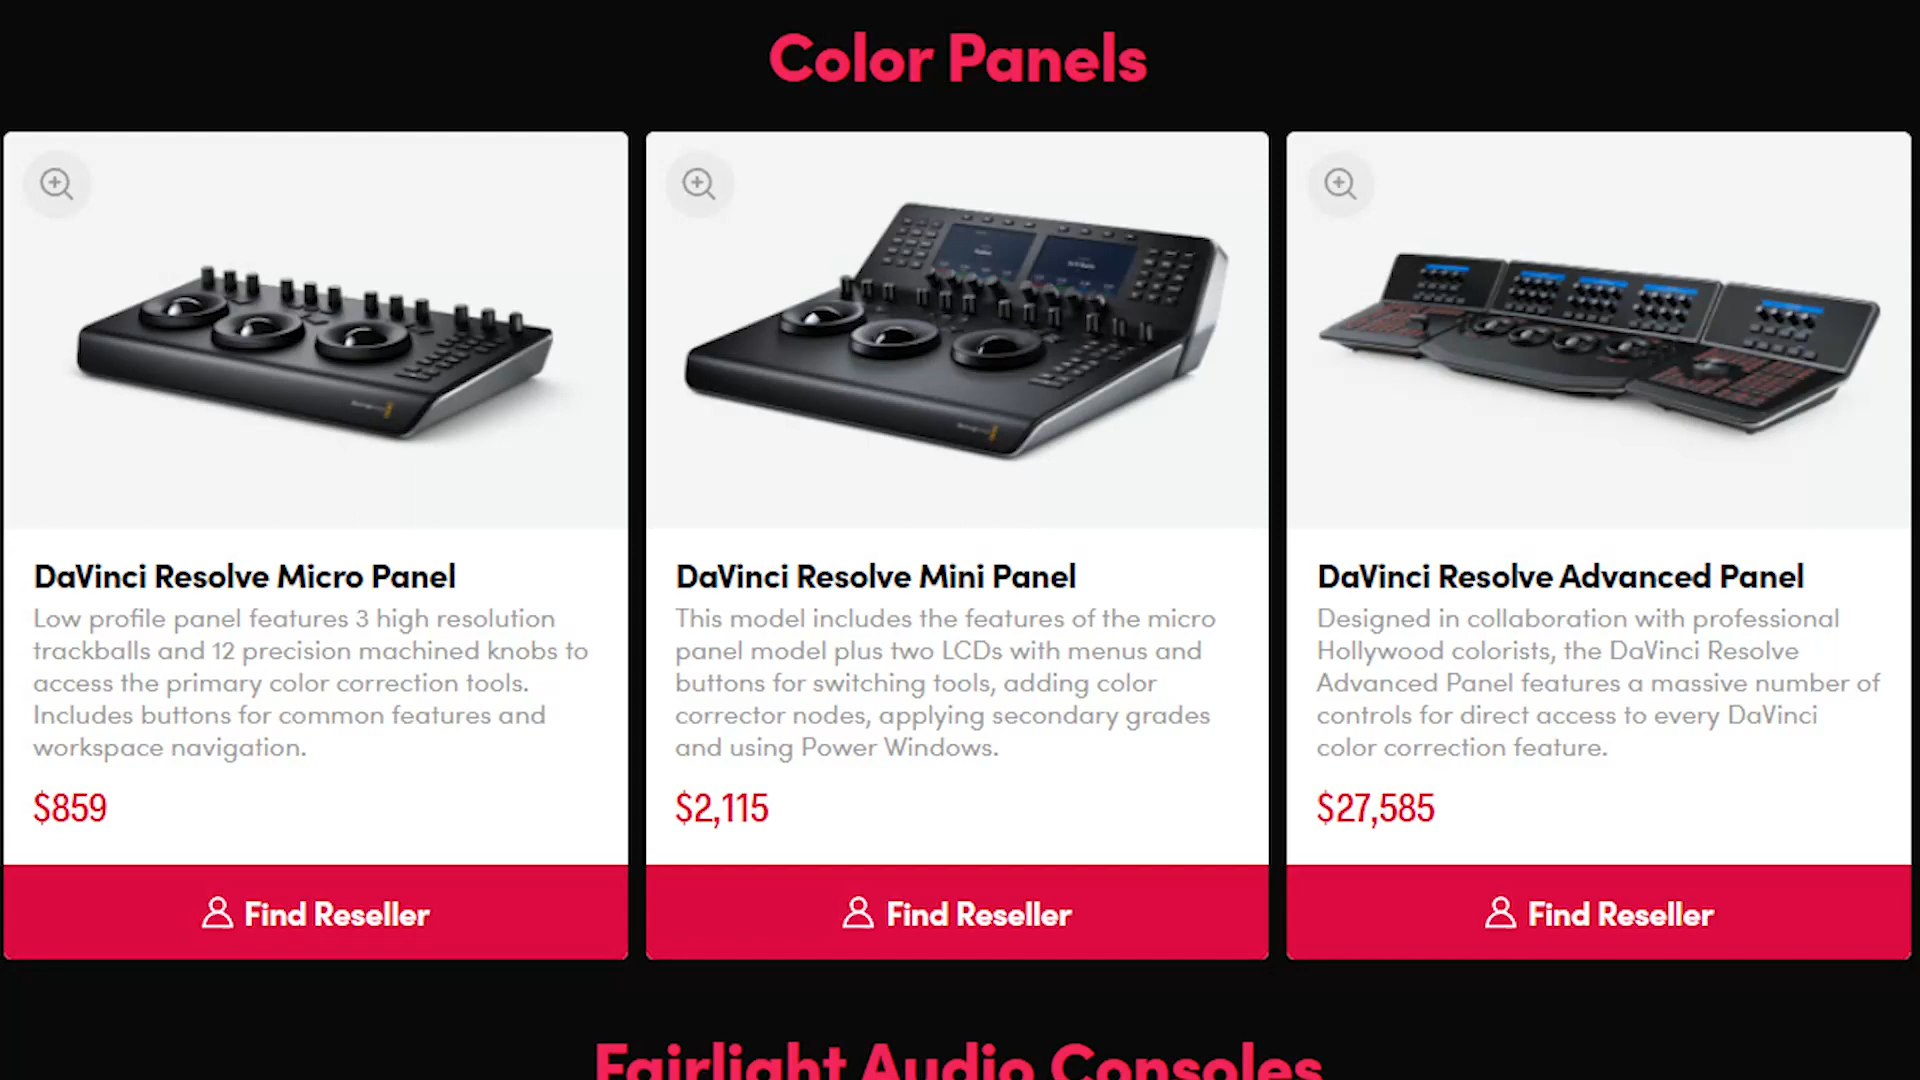 Color Panels
DaVinci Resolve Micro Panel
Low profile panel features 3 high resolution
trackballs and 12 precision machined knobs to
access the primary color correction tools.
Includes buttons for common features and
workspace navigation.
$859
Find Reseller
DaVinci Resolve Mini Panel
This model includes the features of the micro
panel model plus two LCDs with menus and
buttons for switching tools, adding color
corrector nodes, applying secondary grades
and using Power Windows.
$2,115
Find Reseller
DaVinci Resolve Advanced Panel
Designed in collaboration with professional
Hollywood colorists, the DaVinci Resolve
Advanced Panel features a massive number of
controls for direct access to every DaVinci
color correction feature.
$27,585
Find Reseller
Fairlight Audio Consoles